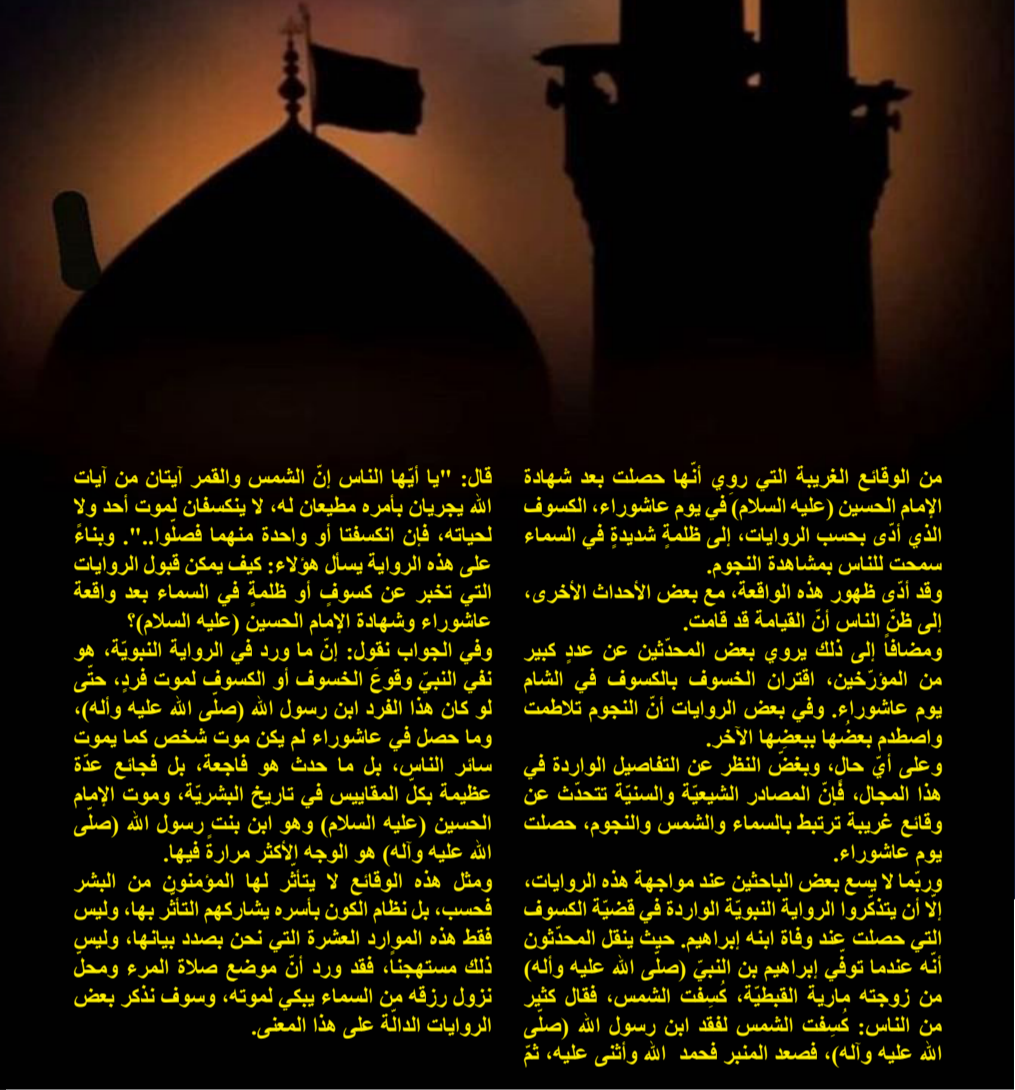 من الوقائع الغريبة التي روي أنّها حصلت بعد شهادة
الإمام الحسين (عليه السلام) في يوم عاشوراء، الكسوف
الذي أدّى بحسب الروايات، إلى ظلمةٍ شديدةٍ في السماء
سمحت للناس بمشاهدة النجوم.
وقد أدّى ظهور هذه الواقعة، مع بعض الأحداث الأخرى،
إلى ظنّ الناس أنّ القيامة قد قامت.
ومضافاً إلى ذلك يروي بعض المحدّثين عن عددٍ كبير
من المؤرّخين، اقتران الخسوف بالكسوف في الشام
يوم عاشوراء. وفي بعض الروايات أنّ النجوم تلاطمت
واصطدم بعضُها ببعضِها الآخر.
وعلى أيّ حالٍ، وبغضّ النظر عن التفاصيل الواردة في
هذا المجال، فإنّ المصادر الشيعيّة والسنيّة تتحدّث عن
وقائع غريبة ترتبط بالسماء والشمس والنجوم، حصلت
يوم عاشوراء.
وربّما لا يسع بعض الباحثين عند مواجهة هذه الروايات،
إلا أن يتذكّروا الرواية النبويّة الواردة في قضيّة الكسوف
التي حصلت عند وفاة ابنه إبراهيم. حيث ينقل المحدّثون
أنّه عندما توفّي إبراهيم بن النبيّ (صلّى الله عليه وآله)
من زوجته مارية القبطيّة، كُسِفت الشمس، فقال كثير
من الناس: كُسِفت الشمس لفقد ابن رسول الله (صلّى
الله عليه وآله)، فصعد المنبر فحمد الله وأثنى عليه، ثمّ
قال: "يا أيّها الناس إنّ الشمس والقمر آيتان من آيات
الله يجريان بأمره مطيعان له، لا ينكسفان لموت أحد ولا
لحياته، فإن انكسفتا أو واحدة منهما فصلّوا..". وبناءً
على هذه الرواية يسأل هؤلاء: كيف يمكن قبول الروايات
التي تخبر عن كسوفٍ أو ظلمةٍ في السماء بعد واقعة
عاشوراء وشهادة الإمام الحسين (عليه السلام)؟
وفي الجواب نقول: إنّ ما ورد في الرواية النبويّة، هو
نفي النبيّ وقوعَ الخسوف أو الكسوف لموت فردٍ، حتّى
لو كان هذا الفرد ابن رسول الله (صلّى الله عليه وآله)،
وما حصل في عاشوراء لم يكن موت شخص كما يموت
سائر الناس، بل ما حدث هو فاجعة، بل فجائع عدّة
عظيمة بكلّ المقاييس في تاريخ البشريّة، وموت الإمام
الحسين (عليه السلام) وهو ابن بنت رسول الله (صلّى
الله عليه وآله) هو الوجه الأكثر مرارةً فيها.
ومثل هذه الوقائع لا يتأثّر لها المؤمنون من البشر
فحسب، بل نظام الكون بأسره يشاركهم التأثّر بها، وليس
فقط هذه الموارد العشرة التي نحن بصدد بيانها، وليس
ذلك مستهجناً، فقد ورد أنّ موضع صلاة المرء ومحلّ
نزول رزقه من السماء يبكي لموته، وسوف نذكر بعض
الروايات الدالّة على هذا المعنى.